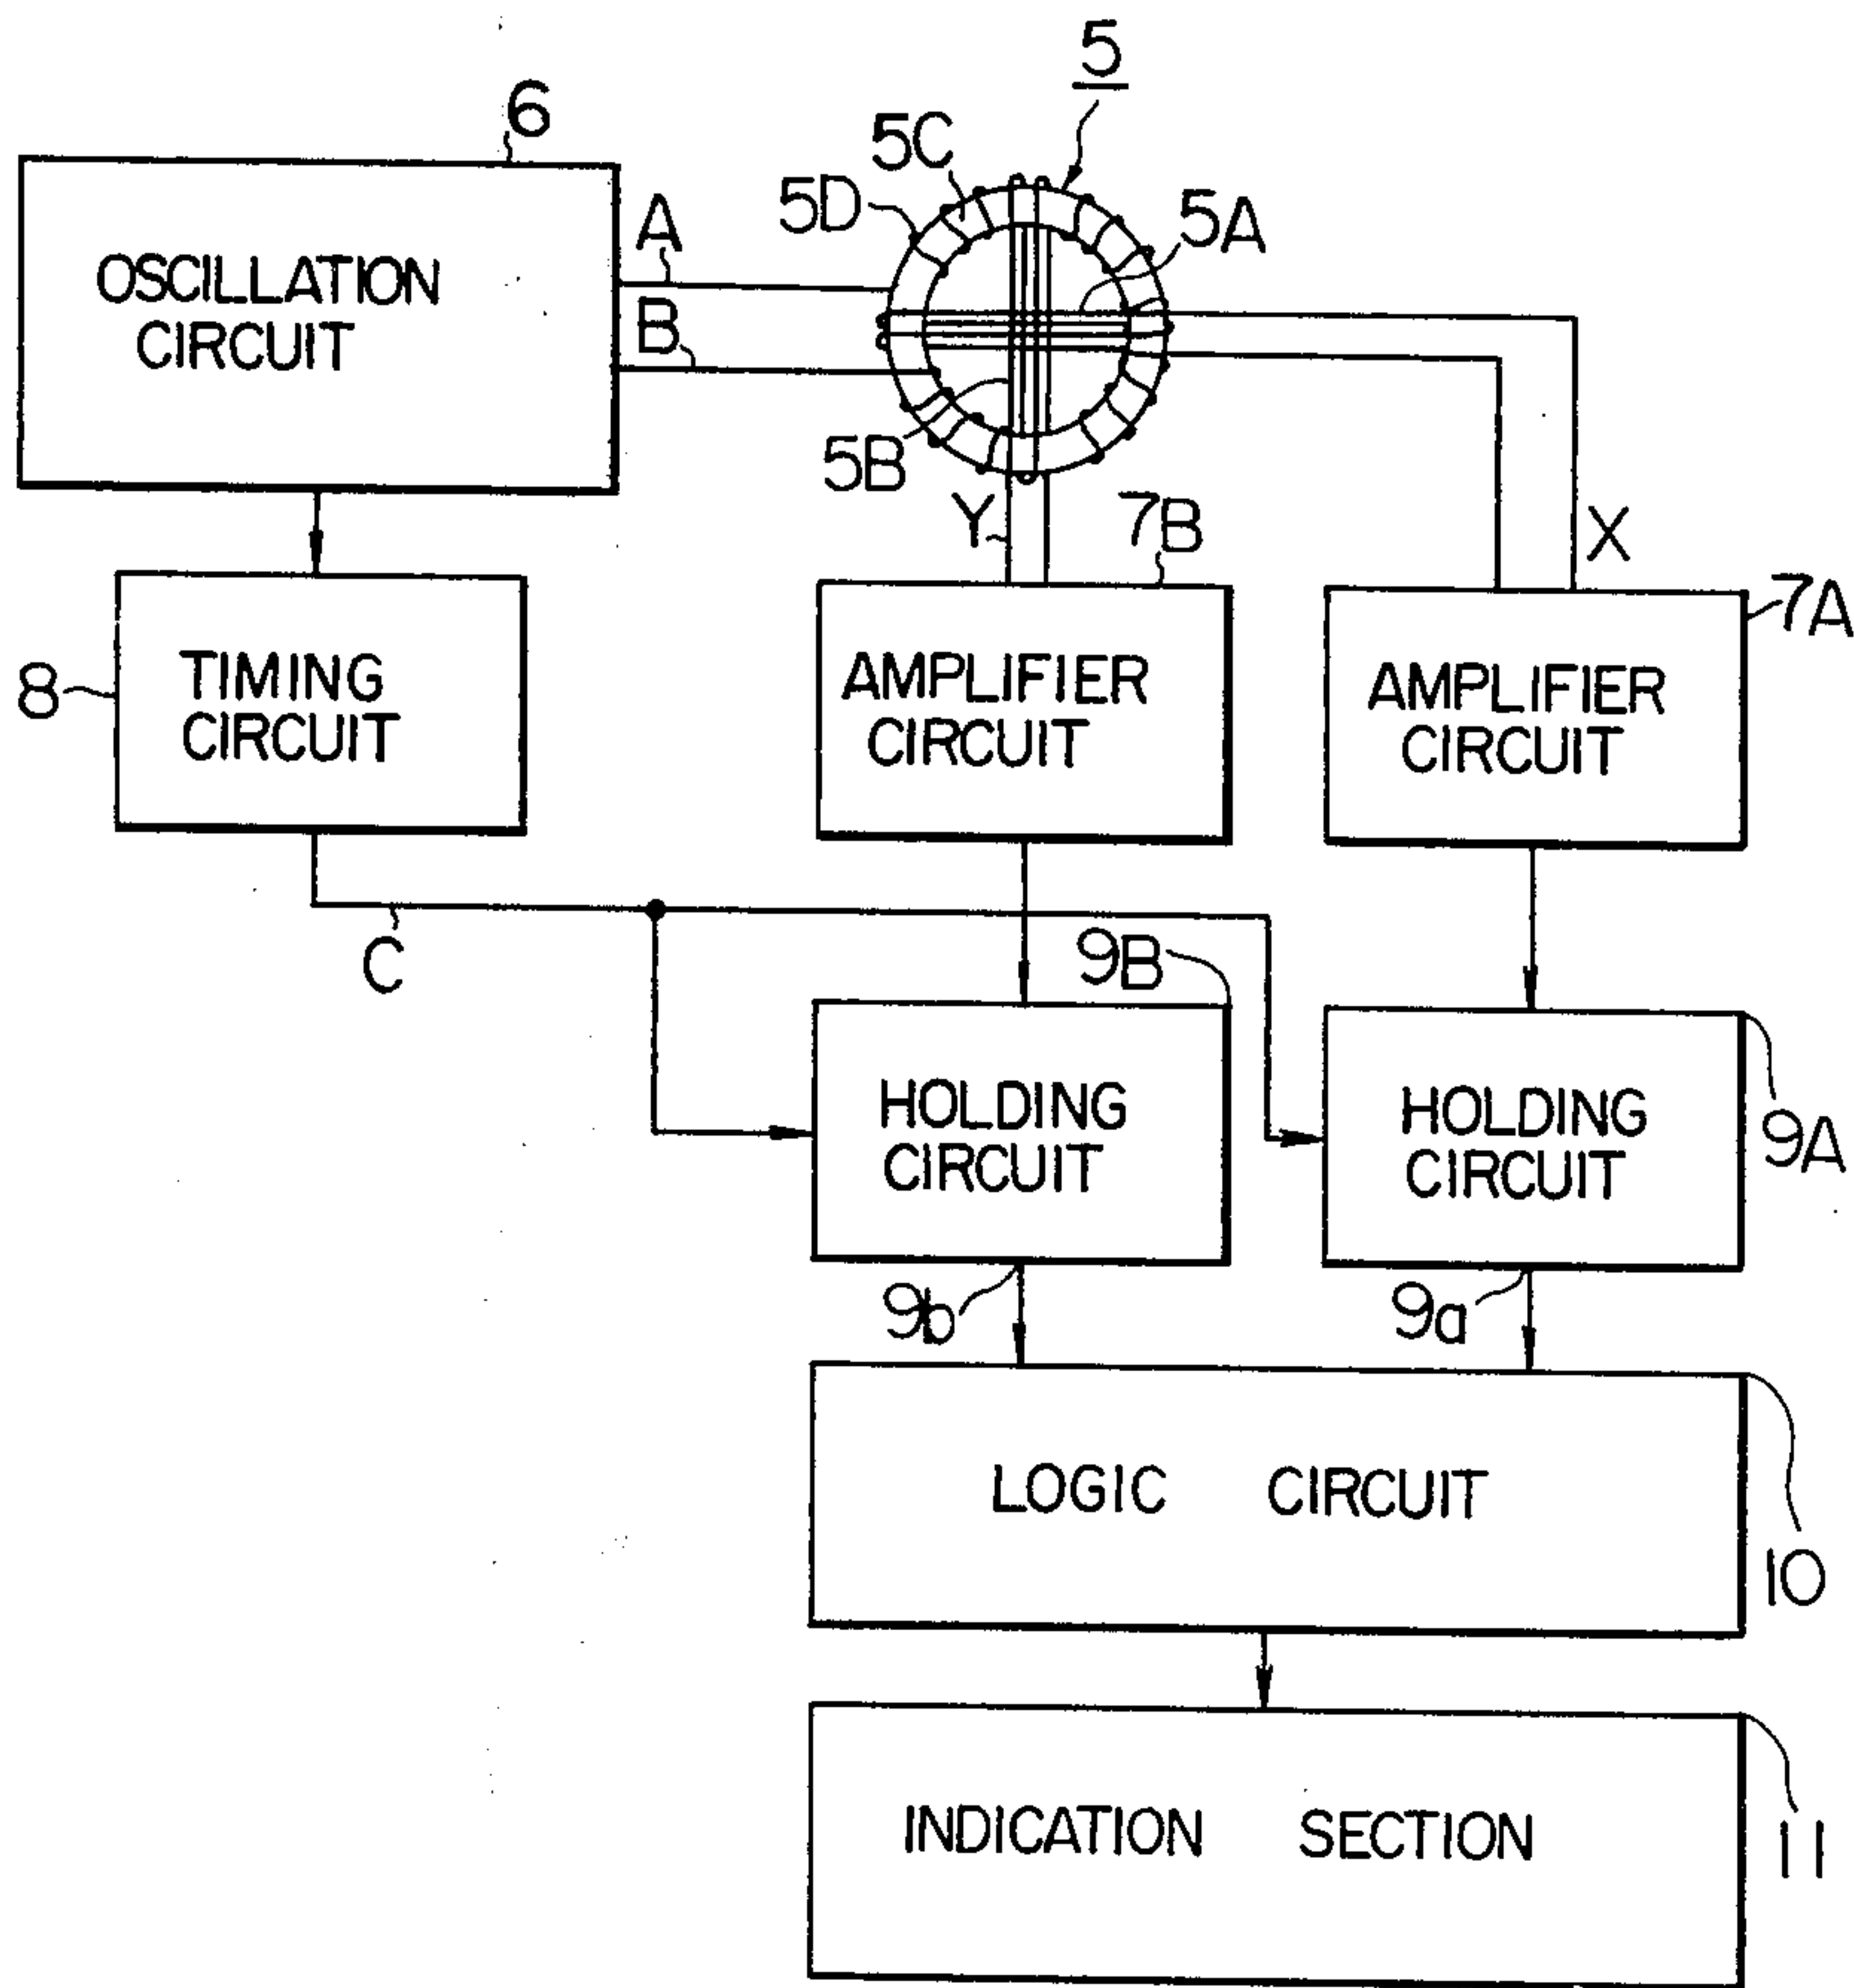 5
6
5C
5D
5A
A
OSCILLATION
CIRCUIT
B
5B
Y
7B
X
7A
8
TIMING
CIRCUIT
AMPLIFIER
CIRCUIT
AMPLIFIER
CIRCUIT
C
9B
HOLDING
CIRCUIT
HOLDING
CIRCUIT
9A
9b
9a
LOGIC CIRCUIT
10
INDICATION SECTION
11